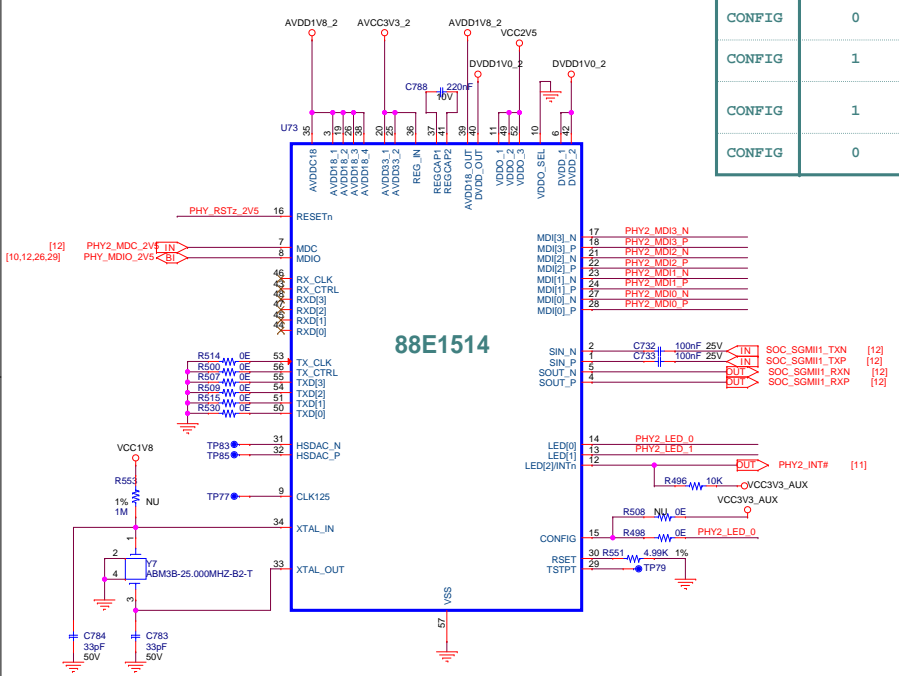 CONFIG 0
CONFIG 1
CONFIG 1
CONFIG 0
AVDD1V8_2
AVCC3V3_2
AVDD1V8_2
VCC2V5
DVDD1V0_2
DVDD1V0_2
C788
220nF
10V
U73
35
3
19
26
38
20
25
36
37
41
39
40
11
49
52
10
6
42
AVDDC18
AVDD18_1
AVDD18_2
AVDD18_3
AVDD18_4
AVDD33_1
AVDD33_2
REG_IN
REGCAP1
REGCAP2
AVDD18_OUT
DVDD_OUT
VDDO_1
VDDO_2
VDDO_3
VDDO_SEL
DVDD_1
DVDD_2
88E1514
PHY_RSTz_2V5 16 RESETn
[12] PHY2_MDC_2V5 IN 7 MDC
[10,12,26,29] PHY_MDIO_2V5 BI 8 MDIO
46 RX_CLK
43 RX_CTRL
48 RXD[3]
47 RXD[2]
45 RXD[1]
44 RXD[0]
R514 0E 53 TX_CLK
R500 0E 56 TX_CTRL
R507 0E 55 TXD[3]
R509 0E 54 TXD[2]
R515 0E 51 TXD[1]
R530 0E 50 TXD[0]
TP83 31 HSDAC_N
TP85 32 HSDAC_P
TP77 9 CLK125
VCC1V8
R553
1% NU
1M
34 XTAL_IN
33 XTAL_OUT
1
2
4
3
Y7
ABM3B-25.000MHZ-B2-T
C784
33pF
50V
C783
33pF
50V
VSS
57
MDI[3]_N 17 PHY2_MDI3_N
MDI[3]_P 18 PHY2_MDI3_P
MDI[2]_N 21 PHY2_MDI2_N
MDI[2]_P 22 PHY2_MDI2_P
MDI[1]_N 23 PHY2_MDI1_N
MDI[1]_P 24 PHY2_MDI1_P
MDI[0]_N 27 PHY2_MDI0_N
MDI[0]_P 28 PHY2_MDI0_P
SIN_N 2 C732 100nF 25V IN SOC_SGMII1_TXN [12]
SIN_P 1 C733 100nF 25V IN SOC_SGMII1_TXP [12]
SOUT_N 5 OUT SOC_SGMII1_RXN [12]
SOUT_P 4 OUT SOC_SGMII1_RXP [12]
LED[0] 14 PHY2_LED_0
LED[1] 13 PHY2_LED_1
LED[2]/INTn 12 OUT PHY2_INT# [11]
R496 10K VCC3V3_AUX
VCC3V3_AUX
R508 NU 0E
CONFIG 15 R498 0E PHY2_LED_0
RSET 30 R551 4.99K 1%
TSTPT 29 TP79